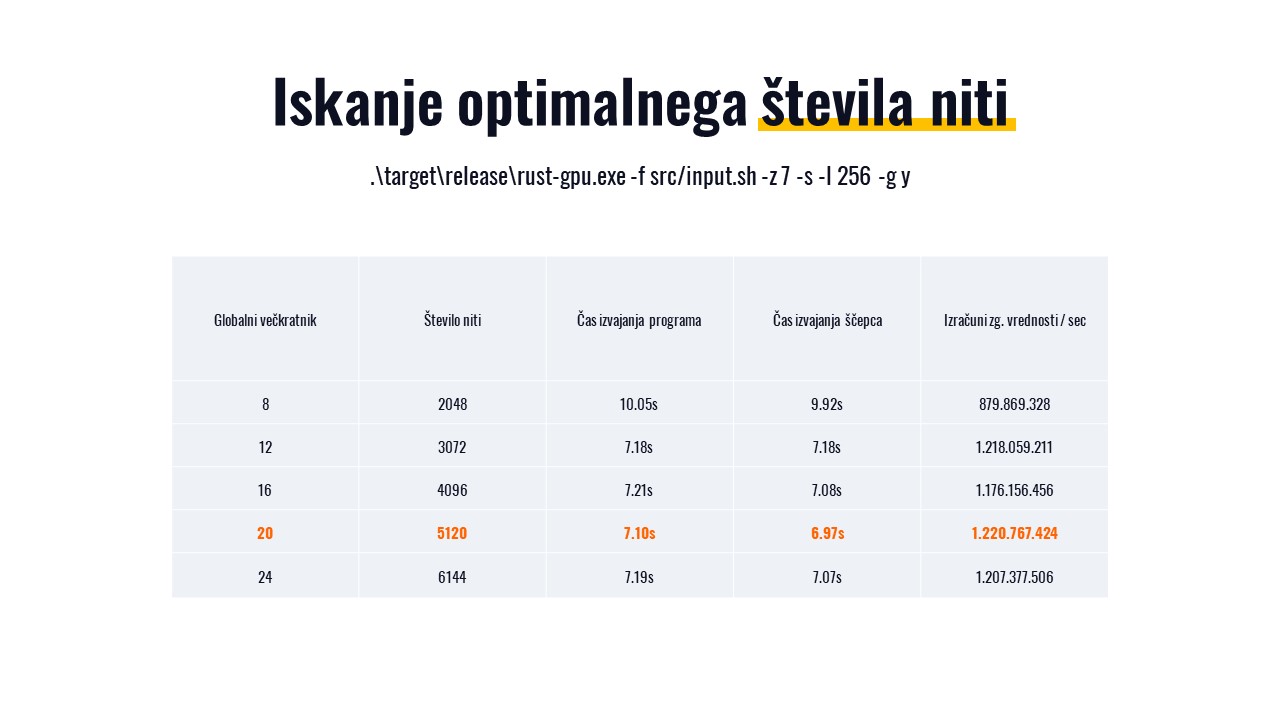 Iskanje optimalnega števila niti
.\target\release\rust-gpu.exe -f src/input.sh -z 7 -s -l 256 -g y
Globalni večkratnik Število niti Čas izvajanja programa Čas izvajanja ščepca Izračuni zg. vrednosti / sec
8 2048 10.05s 9.92s 879.869.328
12 3072 7.18s 7.18s 1.218.059.211
16 4096 7.21s 7.08s 1.176.156.456
20 5120 7.10s 6.97s 1.220.767.424
24 6144 7.19s 7.07s 1.207.377.506